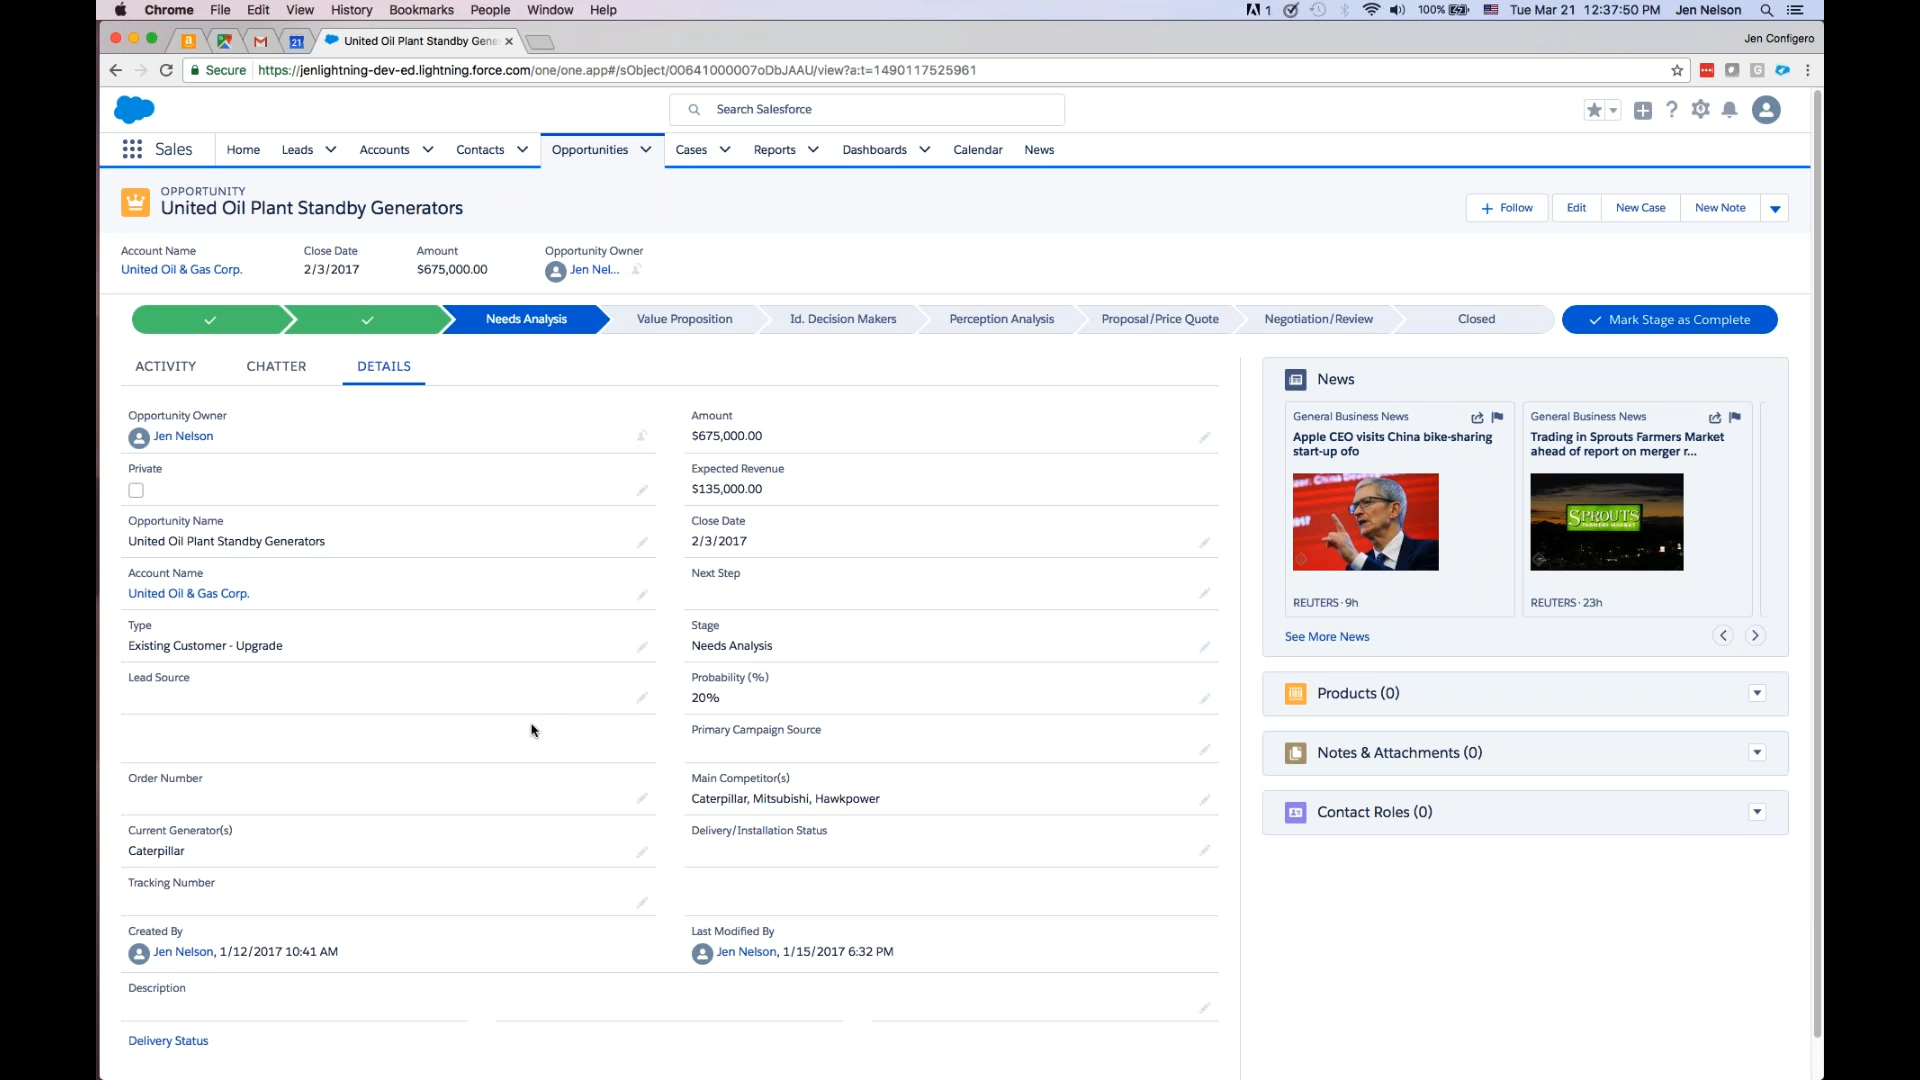 Chrome File Edit View History Bookmarks People Window Help
1 100% Tue Mar 21 12:37:50 PM Jen Nelson
21 United Oil Plant Standby Gene Jen Configero
Secure https://jenlightning-dev-ed.lightning.force.com/one/one.app#/sObject/00641000007oDbJAAU/view?a:t=1490117525961
Search Salesforce
Sales Home Leads Accounts Contacts Opportunities Cases Reports Dashboards Calendar News
OPPORTUNITY
United Oil Plant Standby Generators
Follow Edit New Case New Note
Account Name Close Date Amount Opportunity Owner
United Oil & Gas Corp. 2/3/2017 $675,000.00 Jen Nel...
Needs Analysis Value Proposition Id. Decision Makers Perception Analysis Proposal/Price Quote Negotiation/Review Closed Mark Stage as Complete
ACTIVITY CHATTER DETAILS
Opportunity Owner
Jen Nelson
Amount
$675,000.00
Private
Expected Revenue
$135,000.00
Opportunity Name
United Oil Plant Standby Generators
Close Date
2/3/2017
Account Name
United Oil & Gas Corp.
Next Step
Type
Existing Customer - Upgrade
Stage
Needs Analysis
Lead Source
Probability (%)
20%
Primary Campaign Source
Order Number
Main Competitor(s)
Caterpillar, Mitsubishi, Hawkpower
Current Generator(s)
Caterpillar
Delivery/Installation Status
Tracking Number
Created By
Jen Nelson, 1/12/2017 10:41 AM
Last Modified By
Jen Nelson, 1/15/2017 6:32 PM
Description
Delivery Status
News
General Business News
Apple CEO visits China bike-sharing
start-up ofo
REUTERS · 9h
General Business News
Trading in Sprouts Farmers Market
ahead of report on merger r...
SPROUTS
FARMERS MARKET
REUTERS · 23h
See More News
Products (0)
Notes & Attachments (0)
Contact Roles (0)